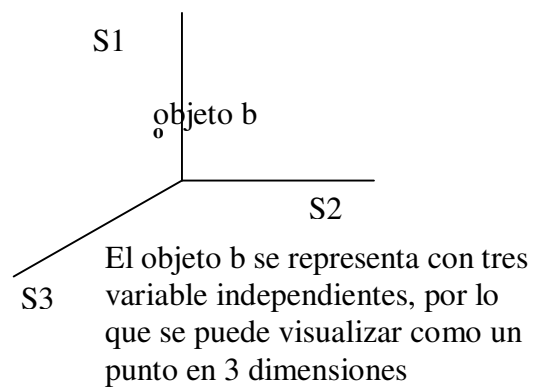 S1
objeto b
o
S2
El objeto b se representa con tres
S3
variable independientes, por lo
que se puede visualizar como un
punto en 3 dimensiones